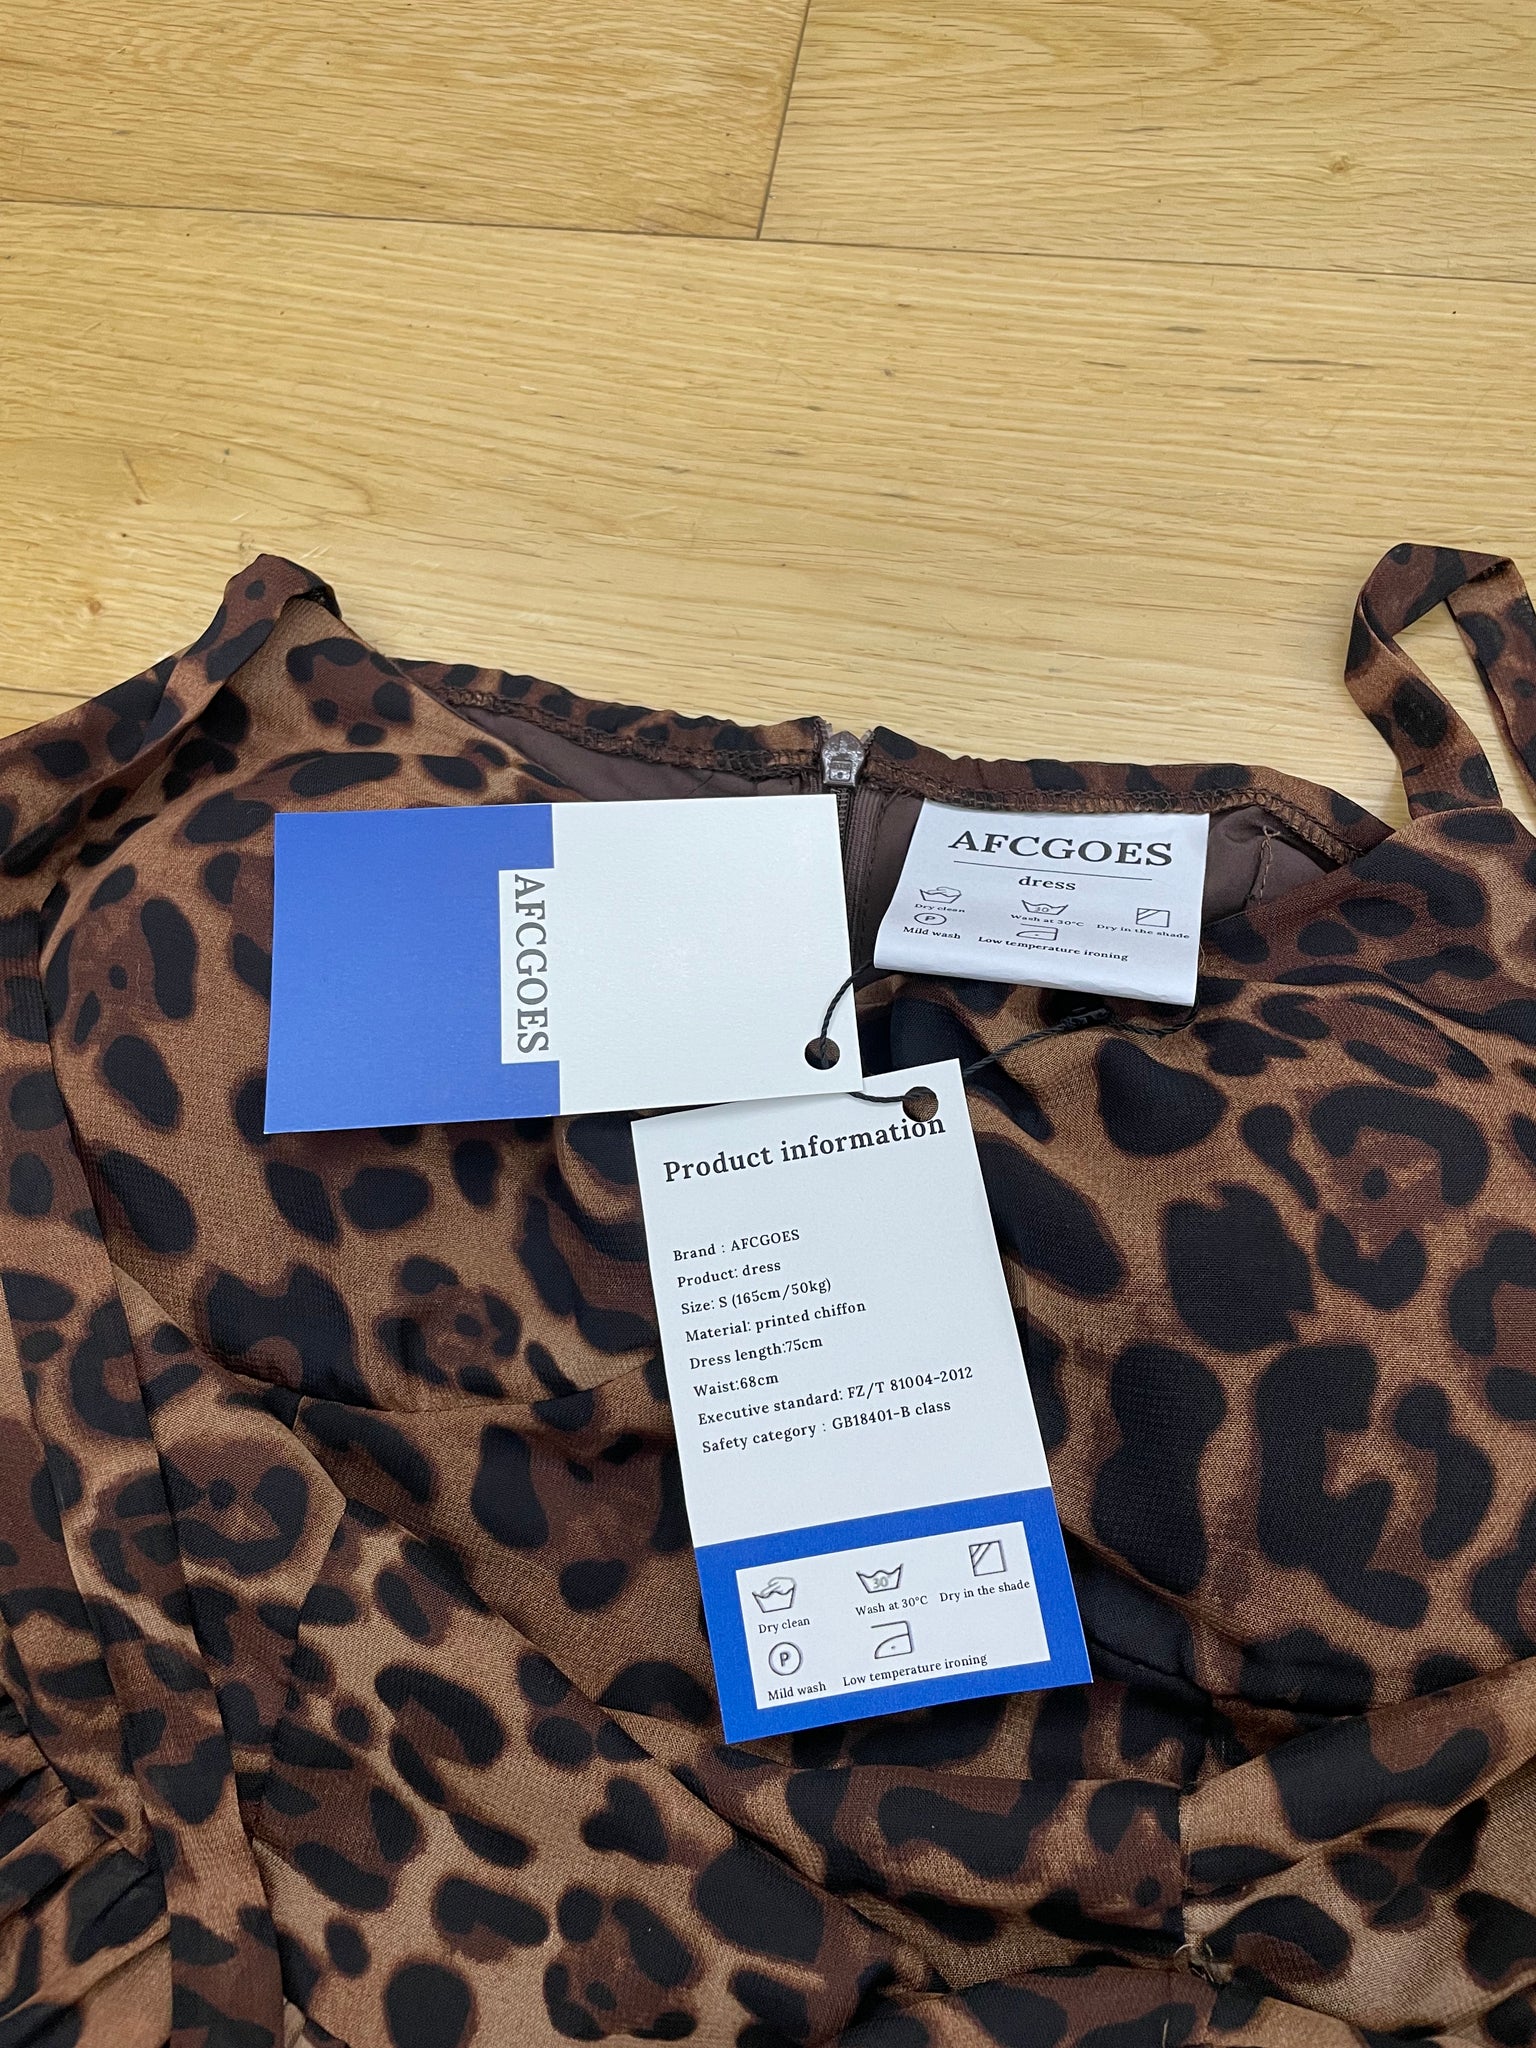 AFCGOES
AFCGOES
dress
Dry clean
30
Wash at 30°C
Dry in the shade
P
Mild wash
Low temperature ironing
Product information
Brand : AFCGOES
Product: dress
Size: S (165cm/50kg)
Material: printed chiffon
Dress length:75cm
Waist:68cm
Executive standard: FZ/T 81004-2012
Safety category : GB18401-B class
Dry clean
30
Wash at 30°C
Dry in the shade
P
Mild wash
Low temperature ironing